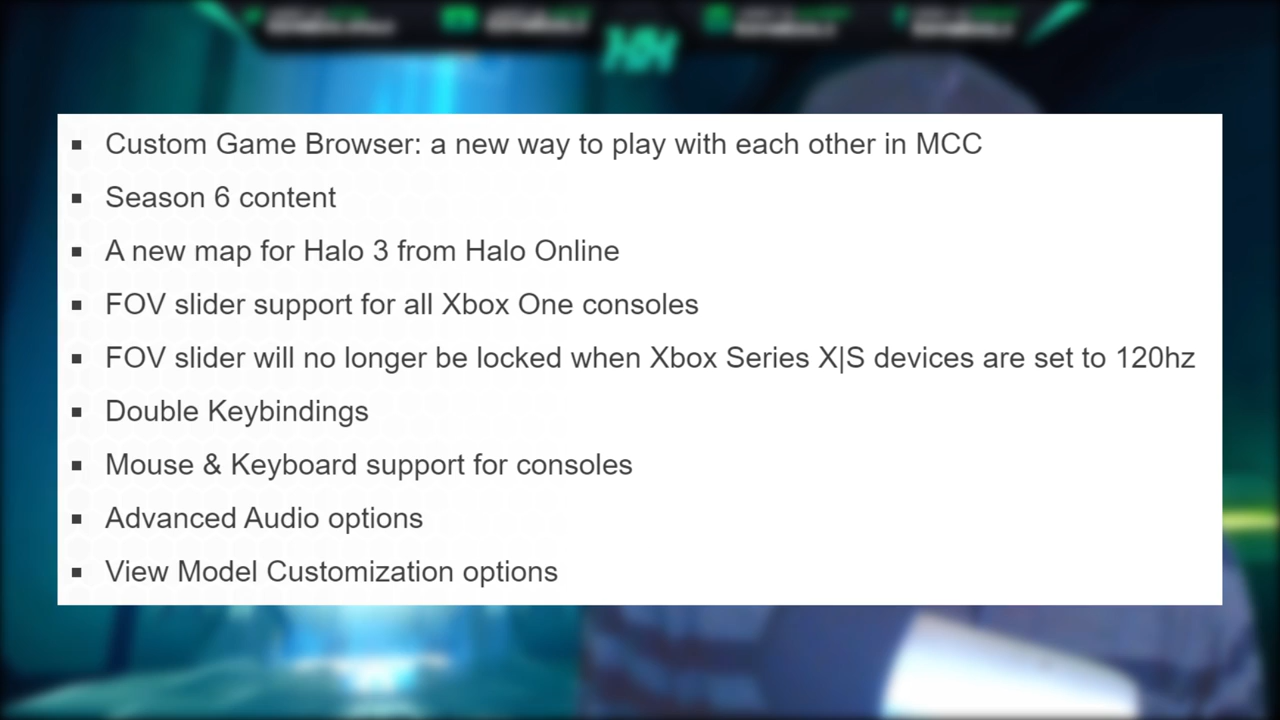 HH
▪ Custom Game Browser: a new way to play with each other in MCC
▪ Season 6 content
▪ A new map for Halo 3 from Halo Online
▪ FOV slider support for all Xbox One consoles
▪ FOV slider will no longer be locked when Xbox Series X|S devices are set to 120hz
▪ Double Keybindings
▪ Mouse & Keyboard support for consoles
▪ Advanced Audio options
▪ View Model Customization options